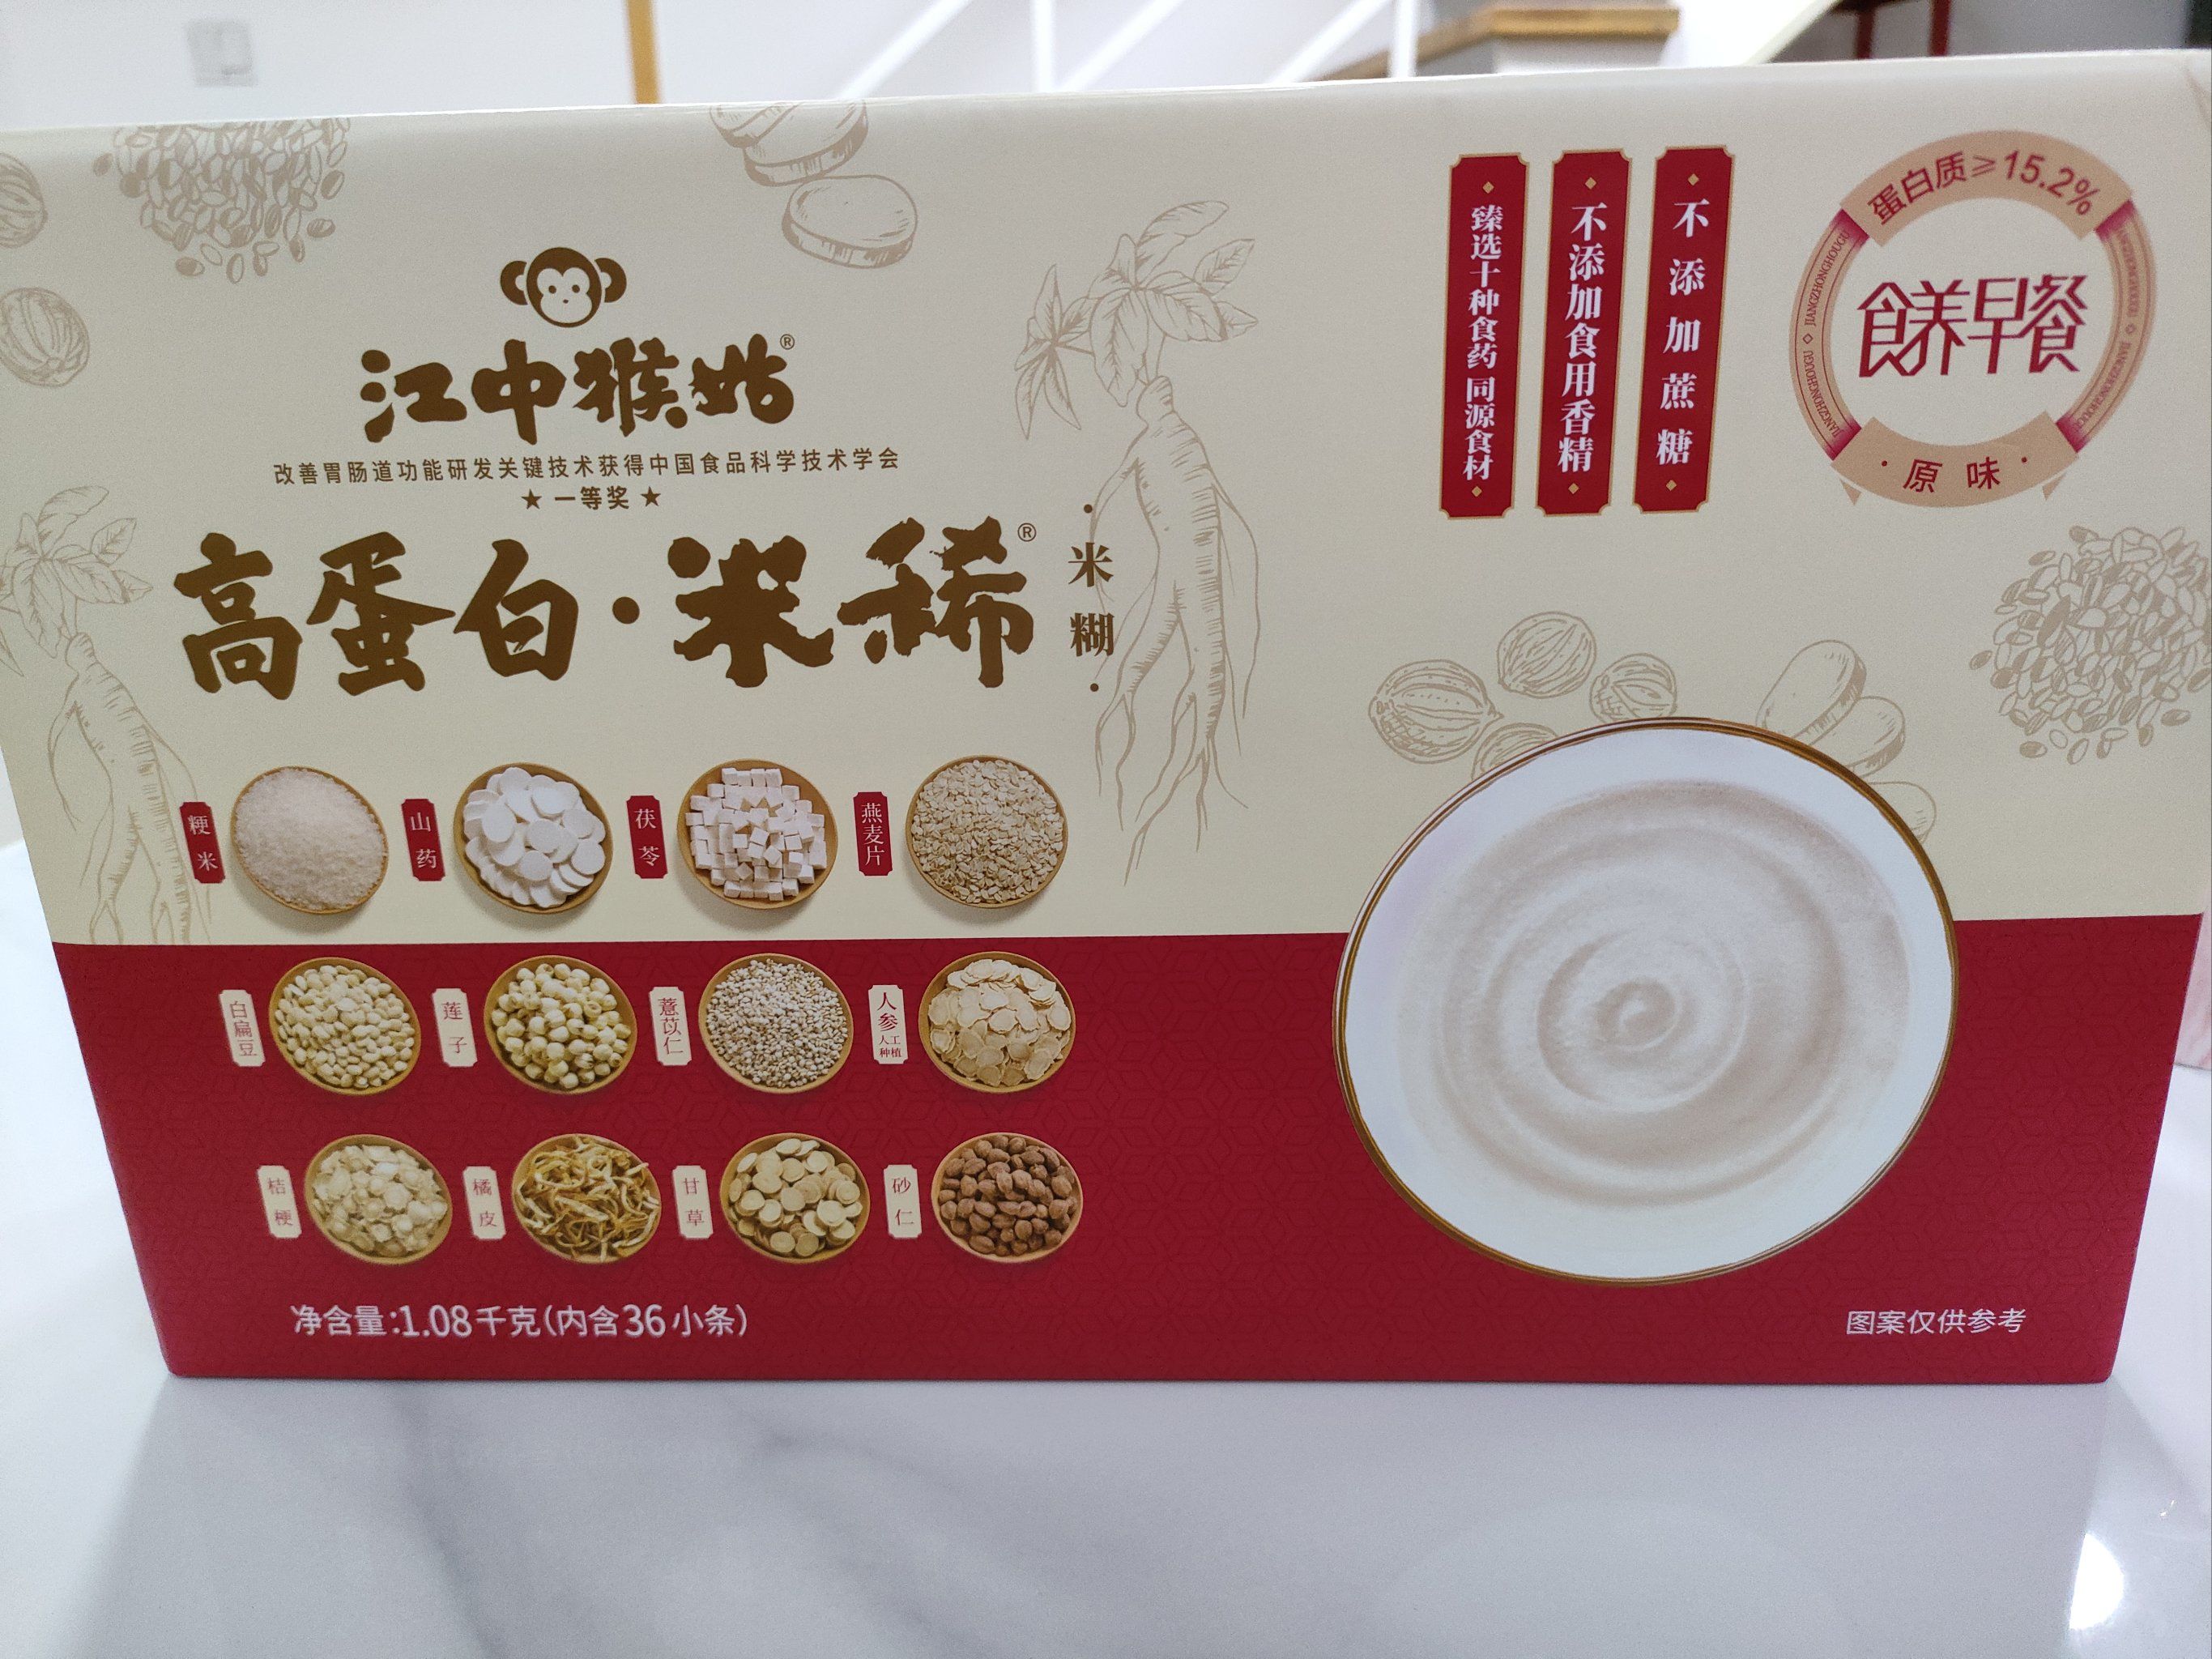 江中猴姑®
改善胃肠道功能研发关键技术获得中国食品科学技术学会
★一等奖★
高蛋白·米稀®
·米糊·
臻选十种食药同源食材
不添加食用香精
不添加蔗糖
蛋白质≥15.2%
JIANGZHONGHOUGU ◇ JIANGZHONGHOUGU
食养早餐
JIANGZHONGHOUGU ◇ JIANGZHONGHOUGU
·原味·
粳米
山药
茯苓
燕麦片
白扁豆
莲子
薏苡仁
人参 人工种植
桔梗
橘皮
甘草
砂仁
净含量:1.08千克(内含36小条)
图案仅供参考